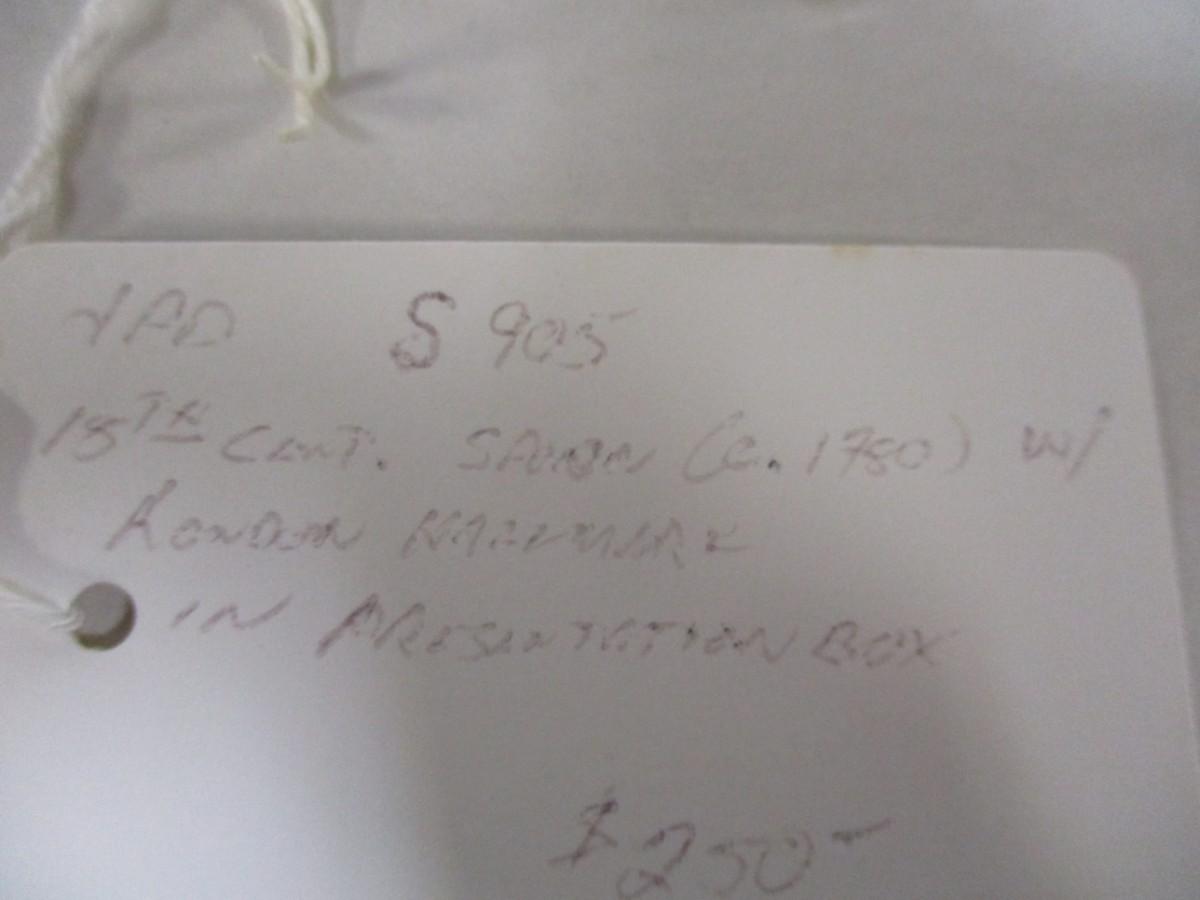 S 905
18TH CENT. SPOON (C. 1780) W/
LONDON HALLMARK
IN PRESENTATION BOX
$250-